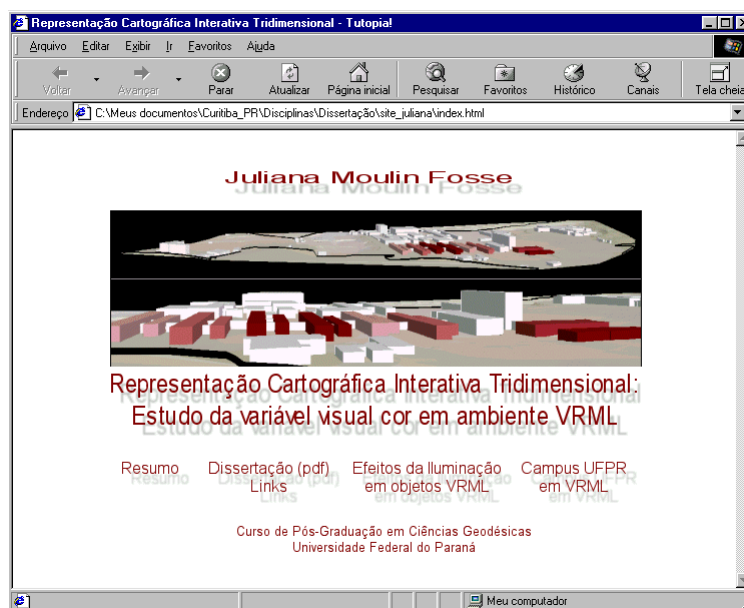 Representação Cartográfica Interativa Tridimensional - Tutopia!
Arquivo Editar Exibir Ir Favoritos Ajuda
Voltar Avançar Parar Atualizar Página inicial Pesquisar Favoritos Histórico Canais Tela cheia
Endereço C:\Meus documentos\Curitiba_PR\Disciplinas\Dissertação\site_juliana\index.html
Juliana Moulin Fosse
Representação Cartográfica Interativa Tridimensional:
Estudo da variável visual cor em ambiente VRML
Resumo Dissertação (pdf) Efeitos da Iluminação Campus UFPR
Links em objetos VRML em VRML
Curso de Pós-Graduação em Ciências Geodésicas
Universidade Federal do Paraná
Meu computador